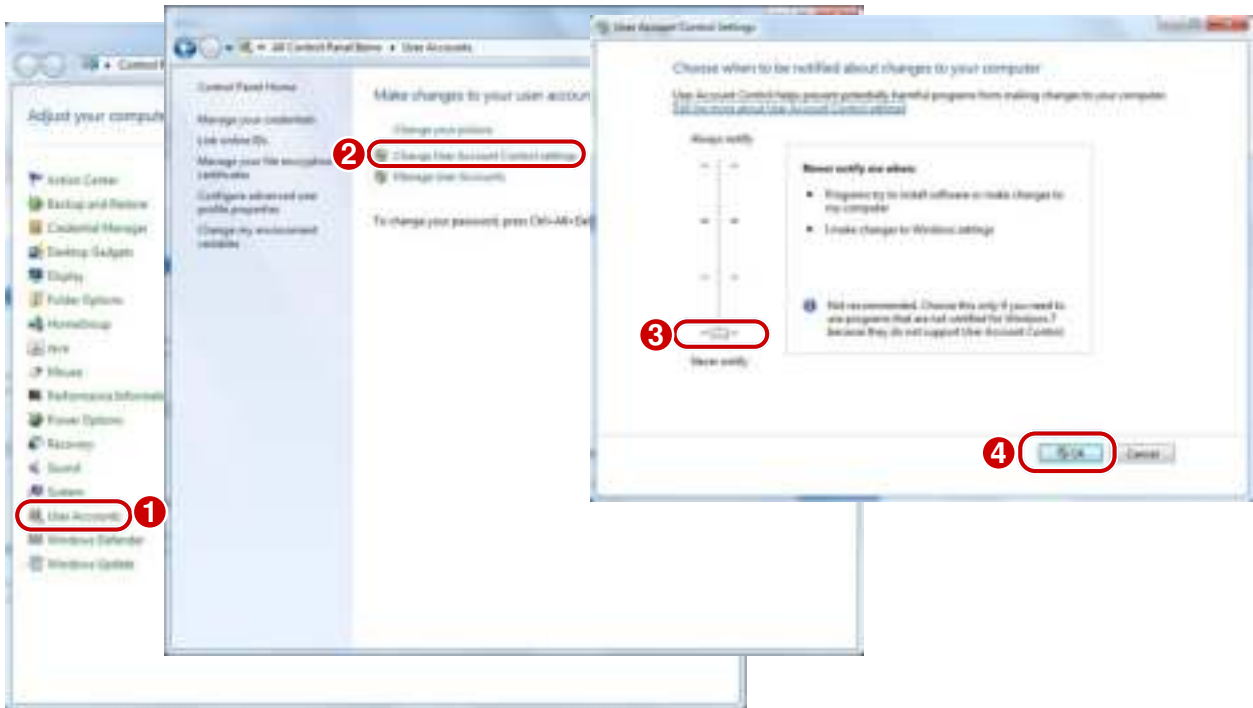 Control
Adjust your compute
Action Center
Backup and Restore
Credential Manager
Desktop Gadgets
Display
Folder Options
HomeGroup
Java
Mouse
Performance Informati
Power Options
Recovery
Sound
System
User Accounts
1
Windows Defender
Windows Update
All Control Panel Items User Accounts
Control Panel Home
Manage your credentials
Link online IDs
Manage your file encryption
certificates
Configure advanced user
profile properties
Change my environment
variables
Make changes to your user accoun
Change your picture
2
Change User Account Control settings
Manage User Accounts
To change your password, press Ctrl+Alt+Del
User Account Control Settings
Choose when to be notified about changes to your computer
User Account Control helps prevent potentially harmful programs from making changes to your computer.
Tell me more about User Account Control settings
Always notify
Never notify me when:
Programs try to install software or make changes to
my computer
I make changes to Windows settings
Not recommended. Choose this only if you need to
use programs that are not certified for Windows 7
because they do not support User Account Control.
3
Never notify
4
OK
Cancel